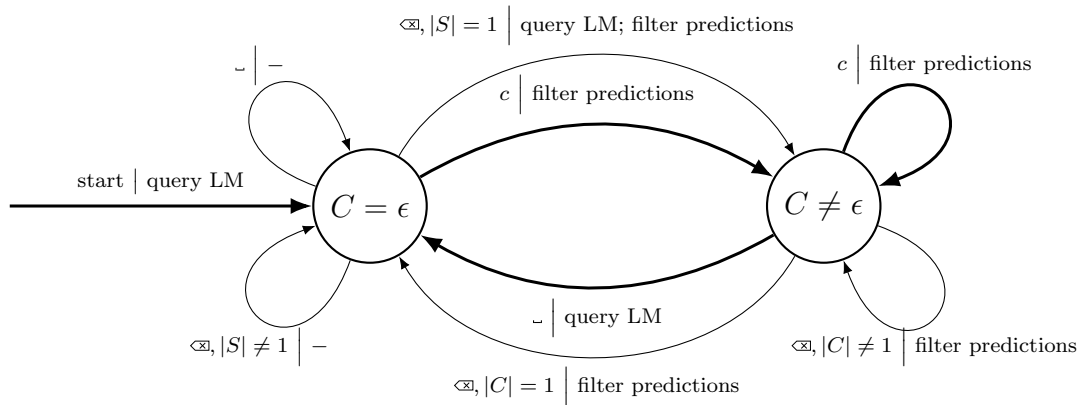 ⌫, |S| = 1 | query LM; filter predictions
␣ | −
c | filter predictions
c | filter predictions
start | query LM
C = ϵ
C ≠ ϵ
␣ | query LM
⌫, |S| ≠ 1 | −
⌫, |C| ≠ 1 | filter predictions
⌫, |C| = 1 | filter predictions